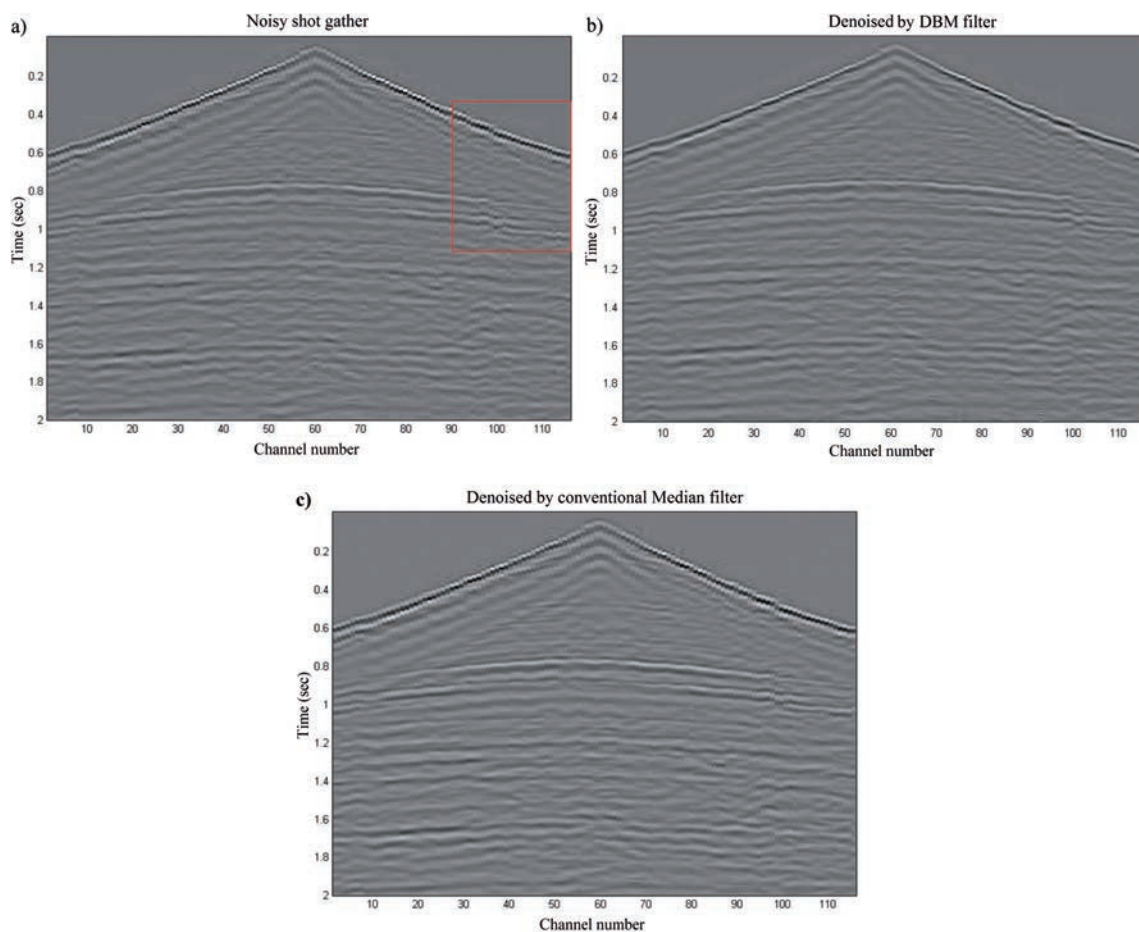 Noisy shot gather
a)
0.2
0.4
0.6
0.8
1
1.2
1.4
1.6
1.8
2
Time (sec)
10 20 30 40 50 60 70 80 90 100 110
Channel number
Denoised by DBM filter
b)
0.2
0.4
0.6
0.8
1
1.2
1.4
1.6
1.8
2
Time (sec)
10 20 30 40 50 60 70 80 90 100 110
Channel number
c)
Denoised by conventional Median filter
0.2
0.4
0.6
0.8
1
1.2
1.4
1.6
1.8
2
Time (sec)
10 20 30 40 50 60 70 80 90 100 110
Channel number